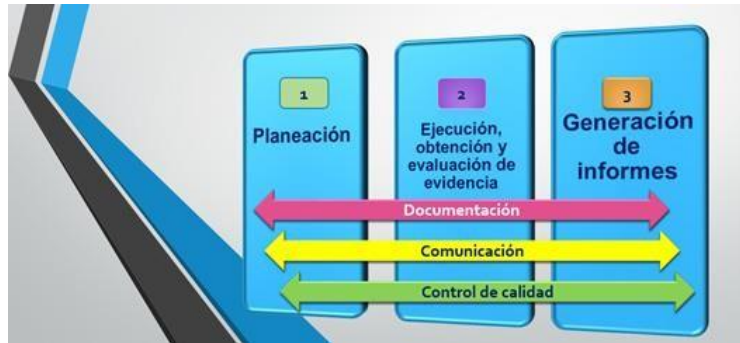 1
Planeación
2
Ejecución,
obtención y
evaluación de
evidencia
3
Generación
de
informes
Documentación
Comunicación
Control de calidad